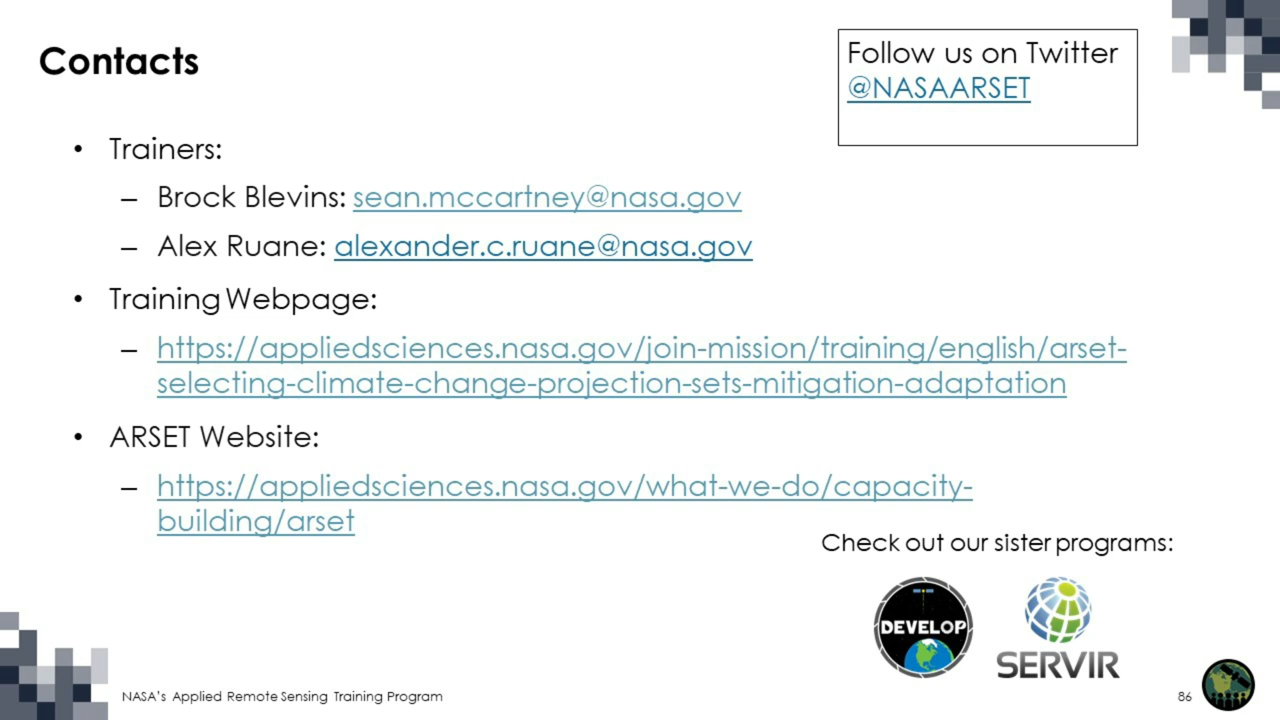 Contacts
Follow us on Twitter
@NASAARSET
• Trainers:
– Brock Blevins: sean.mccartney@nasa.gov
– Alex Ruane: alexander.c.ruane@nasa.gov
• Training Webpage:
– https://appliedsciences.nasa.gov/join-mission/training/english/arset-
selecting-climate-change-projection-sets-mitigation-adaptation
• ARSET Website:
– https://appliedsciences.nasa.gov/what-we-do/capacity-
building/arset
Check out our sister programs:
DEVELOP
SERVIR
NASA's Applied Remote Sensing Training Program
86